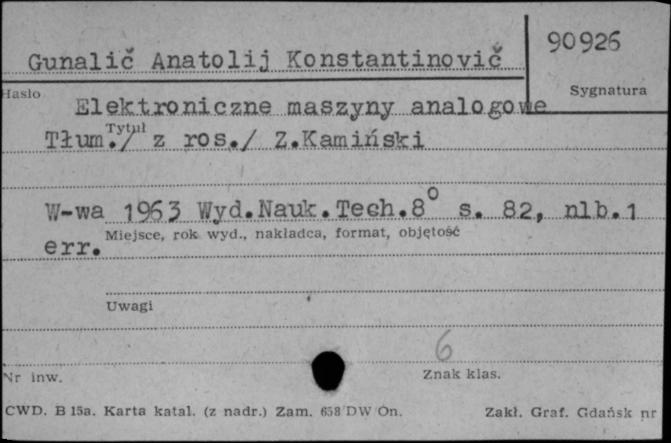 Gunalič Anatolij Konstantinovič
90926
Hasło
Sygnatura
Elektroniczne maszyny analogowe
Tytuł
Tłum./ z ros./ Z.Kamiński
W-wa 1963 Wyd.Nauk.Tech.8° s. 82, nlb.1
Miejsce, rok wyd., nakładca, format, objętość
err.
Uwagi
6
Nr inw.
Znak klas.
CWD. B 15a. Karta katal. (z nadr.) Zam. 658 DW On.
Zakł. Graf. Gdańsk nr